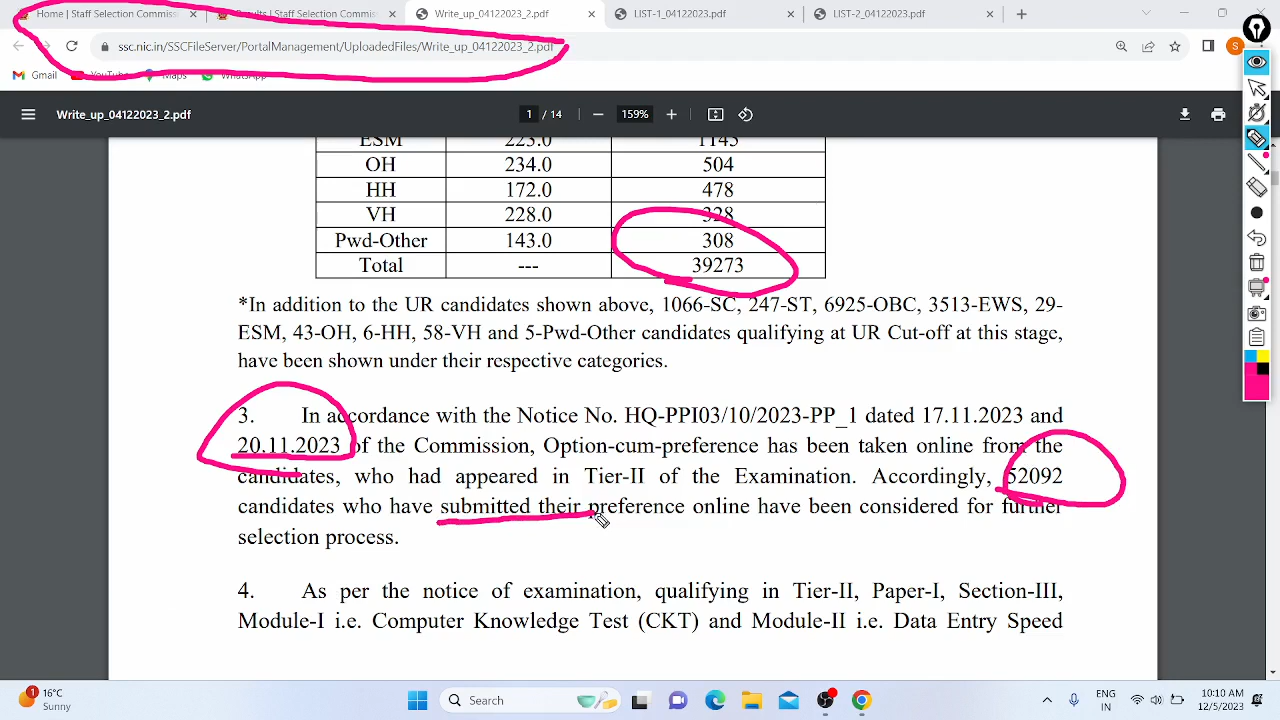 Home | Staff Selection Commis
Results | Staff Selection Commis
Write_up_04122023_2.pdf
LIST-1_04122023.pdf
LIST-2_04122023.pdf
ssc.nic.in/SSCFileServer/PortalManagement/UploadedFiles/Write_up_04122023_2.pdf
S
Gmail
YouTube
Maps
WhatsApp
Write_up_04122023_2.pdf
1 / 14
159%
ESM 225.0 1145
OH 234.0 504
HH 172.0 478
VH 228.0 328
Pwd-Other 143.0 308
Total --- 39273
*In addition to the UR candidates shown above, 1066-SC, 247-ST, 6925-OBC, 3513-EWS, 29-
ESM, 43-OH, 6-HH, 58-VH and 5-Pwd-Other candidates qualifying at UR Cut-off at this stage,
have been shown under their respective categories.
3. In accordance with the Notice No. HQ-PPI03/10/2023-PP_1 dated 17.11.2023 and
20.11.2023 of the Commission, Option-cum-preference has been taken online from the
candidates, who had appeared in Tier-II of the Examination. Accordingly, 52092
candidates who have submitted their preference online have been considered for further
selection process.
4. As per the notice of examination, qualifying in Tier-II, Paper-I, Section-III,
Module-I i.e. Computer Knowledge Test (CKT) and Module-II i.e. Data Entry Speed
1
16°C
Sunny
Search
ENG
IN
10:10 AM
12/5/2023